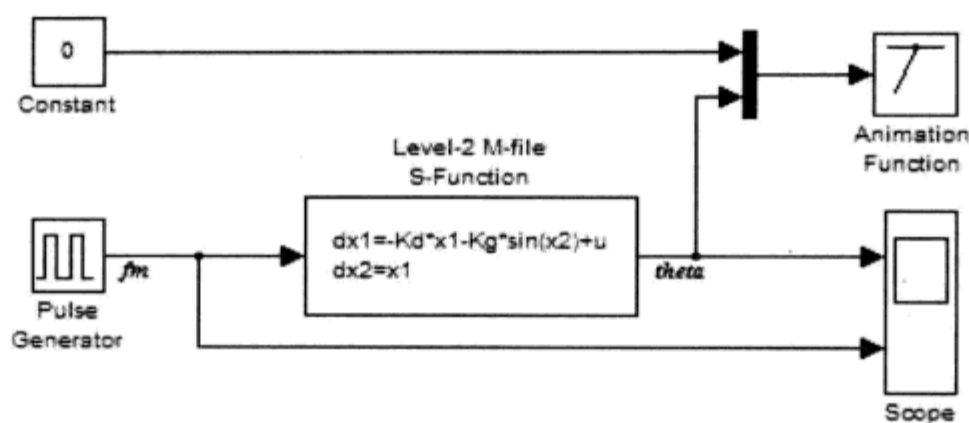 0
Constant
Animation
Function
Level-2 M-file
S-Function
dx1=-Kd*x1-Kg*sin(x2)+u
dx2=x1
fm
theta
Pulse
Generator
Scope